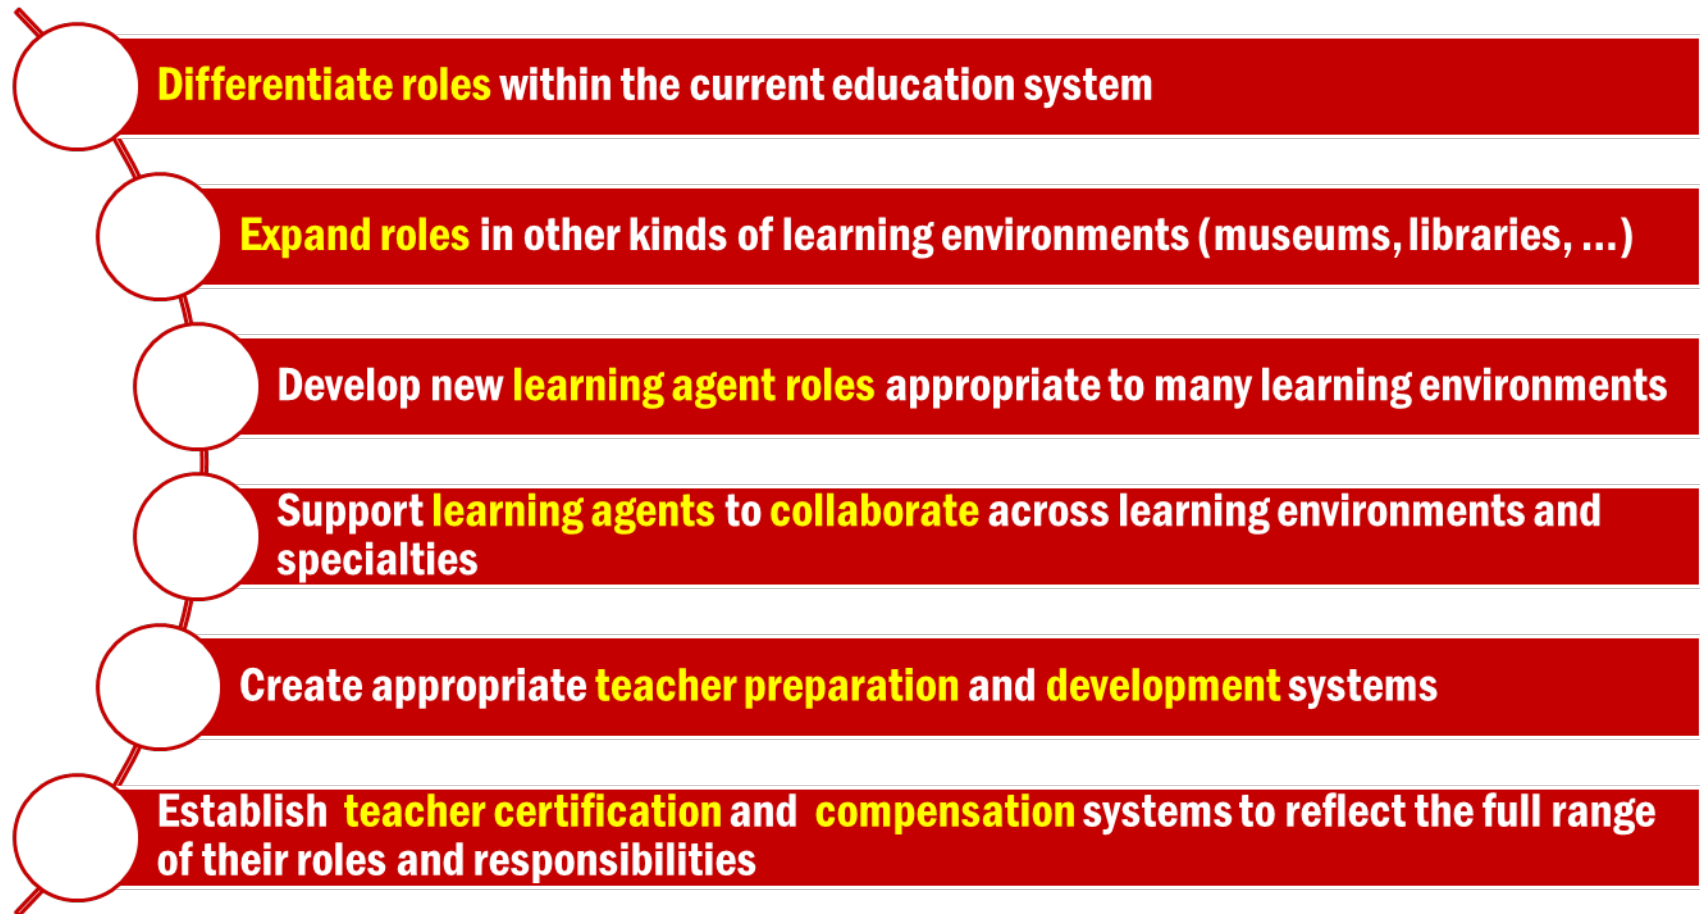 Differentiate roles within the current education system
Expand roles in other kinds of learning environments (museums, libraries, ...)
Develop new learning agent roles appropriate to many learning environments
Support learning agents to collaborate across learning environments and
specialties
Create appropriate teacher preparation and development systems
Establish teacher certification and compensation systems to reflect the full range
of their roles and responsibilities